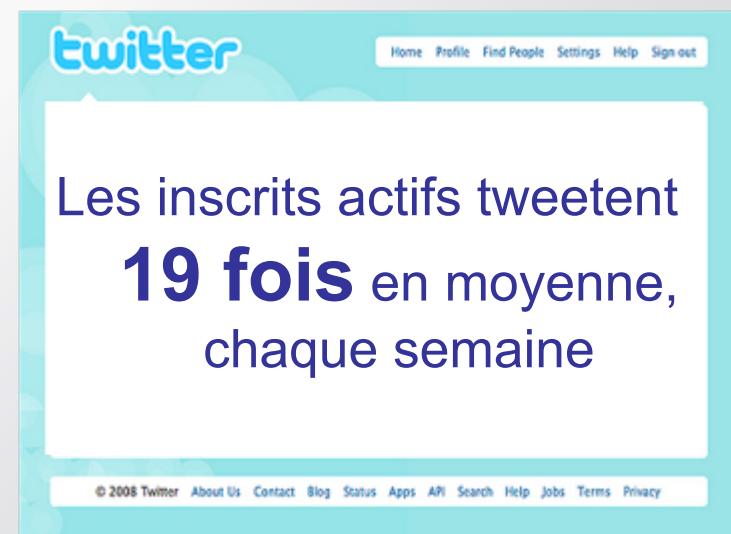 twitter
Home Profile Find People Settings Help Sign out
Les inscrits actifs tweetent
19 fois en moyenne,
chaque semaine
© 2008 Twitter About Us Contact Blog Status Apps API Search Help Jobs Terms Privacy